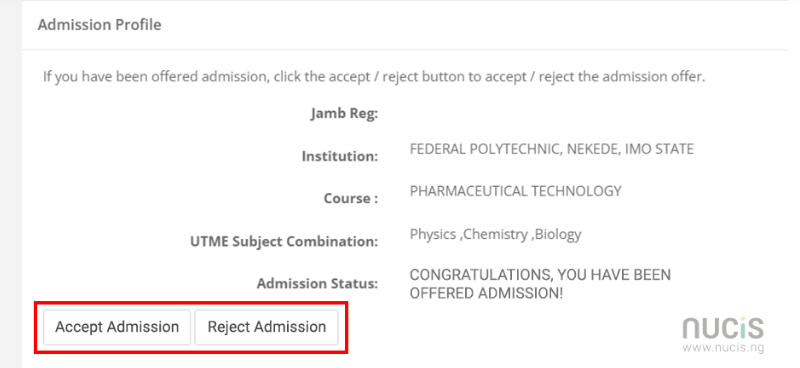 Admission Profile
If you have been offered admission, click the accept / reject button to accept / reject the admission offer.
Jamb Reg:
Institution: FEDERAL POLYTECHNIC, NEKEDE, IMO STATE
Course : PHARMACEUTICAL TECHNOLOGY
UTME Subject Combination: Physics ,Chemistry ,Biology
Admission Status: CONGRATULATIONS, YOU HAVE BEEN
OFFERED ADMISSION!
Accept Admission Reject Admission
nucis
www.nucis.ng